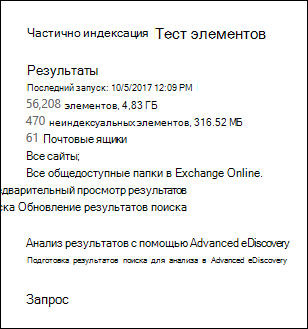 Частично индексация Тест элементов
Результаты
Последний запуск: 10/5/2017 12:09 PM
56,208 элементов, 4,83 ГБ
470 неиндексуальных элементов, 316.52 МБ
61 Почтовые ящики
Все сайты;
Все общедоступные папки в Exchange Online.
едварительный просмотр результатов
ска Обновление результатов поиска
Анализ результатов с помощью Advanced eDiscovery
Подготовка результатов поиска для анализа в Advanced eDiscovery
Запрос